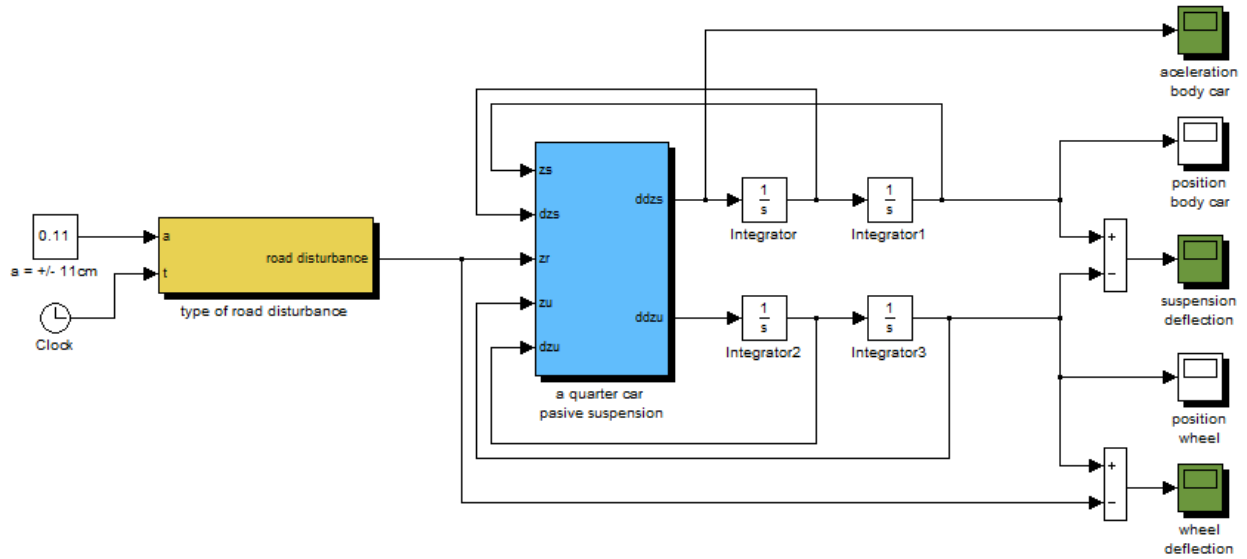 aceleration
body car
position
body car
zs
dzs
zr
zu
dzu
ddzs
ddzu
a quarter car
pasive suspension
1
s
Integrator
1
s
Integrator1
1
s
Integrator2
1
s
Integrator3
0.11
a = +/- 11cm
Clock
a
t
road disturbance
type of road disturbance
+
−
suspension
deflection
position
wheel
+
−
wheel
deflection